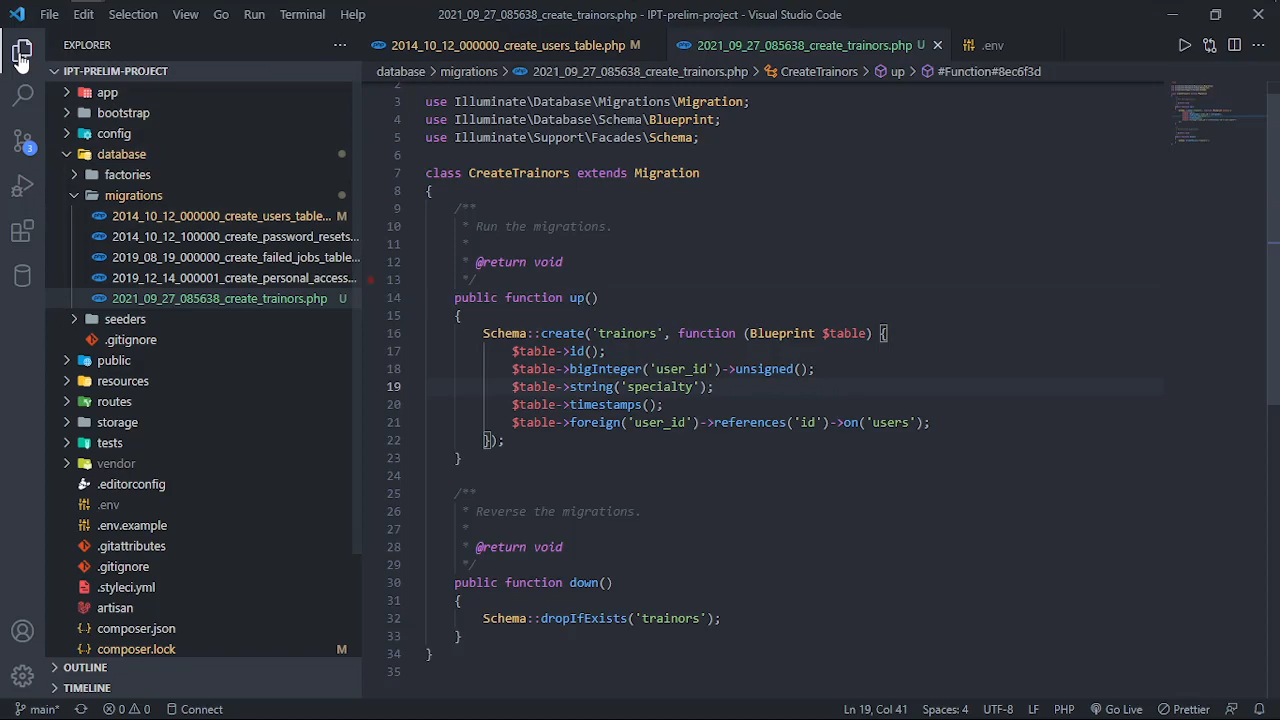 File Edit Selection View Go Run Terminal Help
2021_09_27_085638_create_trainors.php - IPT-prelim-project - Visual Studio Code
EXPLORER
2014_10_12_000000_create_users_table.php M
2021_09_27_085638_create_trainors.php U
.env
IPT-PRELIM-PROJECT
database > migrations > 2021_09_27_085638_create_trainors.php > CreateTrainors > up > #Function#8ec6f3d
app
bootstrap
config
database
factories
migrations
2014_10_12_000000_create_users_table... M
2014_10_12_100000_create_password_resets...
2019_08_19_000000_create_failed_jobs_table...
2019_12_14_000001_create_personal_access...
2021_09_27_085638_create_trainors.php U
seeders
.gitignore
public
resources
routes
storage
tests
vendor
.editorconfig
.env
.env.example
.gitattributes
.gitignore
.styleci.yml
artisan
composer.json
composer.lock M
OUTLINE
TIMELINE
3
2
3 use Illuminate\Database\Migrations\Migration;
4 use Illuminate\Database\Schema\Blueprint;
5 use Illuminate\Support\Facades\Schema;
6
7 class CreateTrainors extends Migration
8 {
9 /**
10 * Run the migrations.
11 *
12 * @return void
13 */
14 public function up()
15 {
16 Schema::create('trainors', function (Blueprint $table) {
17 $table->id();
18 $table->bigInteger('user_id')->unsigned();
19 $table->string('specialty');
20 $table->timestamps();
21 $table->foreign('user_id')->references('id')->on('users');
22 });
23 }
24
25 /**
26 * Reverse the migrations.
27 *
28 * @return void
29 */
30 public function down()
31 {
32 Schema::dropIfExists('trainors');
33 }
34 }
35
main* 0 0 Connect
Ln 19, Col 41 Spaces: 4 UTF-8 LF PHP Go Live Prettier